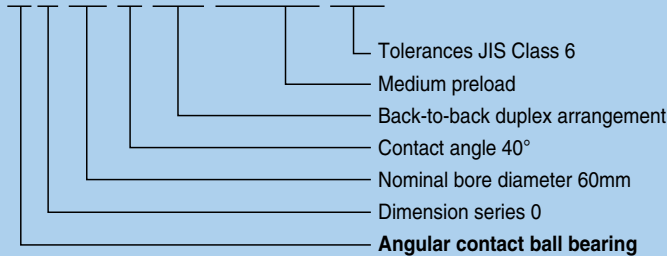 Tolerances JIS Class 6
Medium preload
Back-to-back duplex arrangement
Contact angle 40°
Nominal bore diameter 60mm
Dimension series 0
Angular contact ball bearing